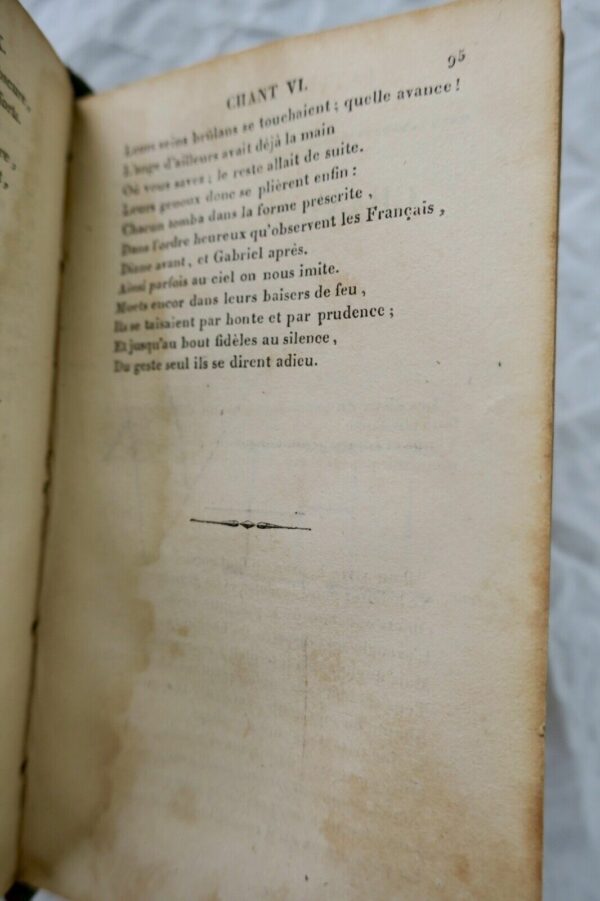 CHANT VI.
95
Leurs seins brûlans se touchaient ; quelle avance !
L'ange d'ailleurs avait déjà la main
Où vous savez ; le reste allait de suite.
Leurs genoux donc se plièrent enfin :
Chacun tomba dans la forme prescrite ,
Dans l'ordre heureux qu'observent les Français ,
Diane avant , et Gabriel après.
Ainsi parfois au ciel on nous imite.
Muets encor dans leurs baisers de feu ,
Ils se taisaient par honte et par prudence ;
Et jusqu'au bout fidèles au silence ,
Du geste seul ils se dirent adieu.